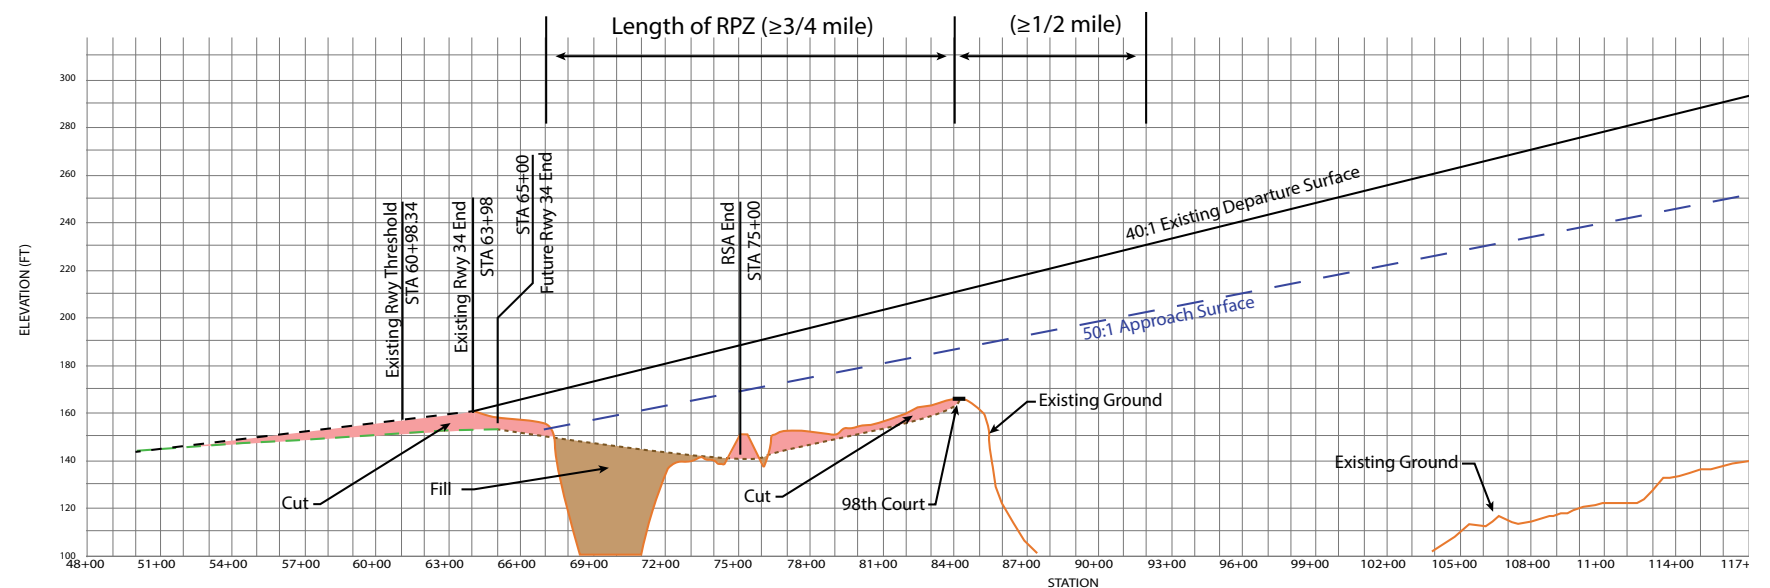 Length of RPZ (≥3/4 mile)
(≥1/2 mile)
300
280
260
240
220
200
180
160
140
120
100
ELEVATION (FT)
Existing Rwy Threshold
STA 60+98.34
Existing Rwy 34 End
STA 63+98
STA 65+00
Future Rwy 34 End
RSA End
STA 75+00
40:1 Existing Departure Surface
50:1 Approach Surface
Existing Ground
Existing Ground
Cut
Fill
Cut
98th Court
48+00 51+00 54+00 57+00 60+00 63+00 66+00 69+00 72+00 75+00 78+00 81+00 84+00 87+00 90+00 93+00 96+00 99+00 102+00 105+00 108+00 111+00 114+00 117+0
STATION